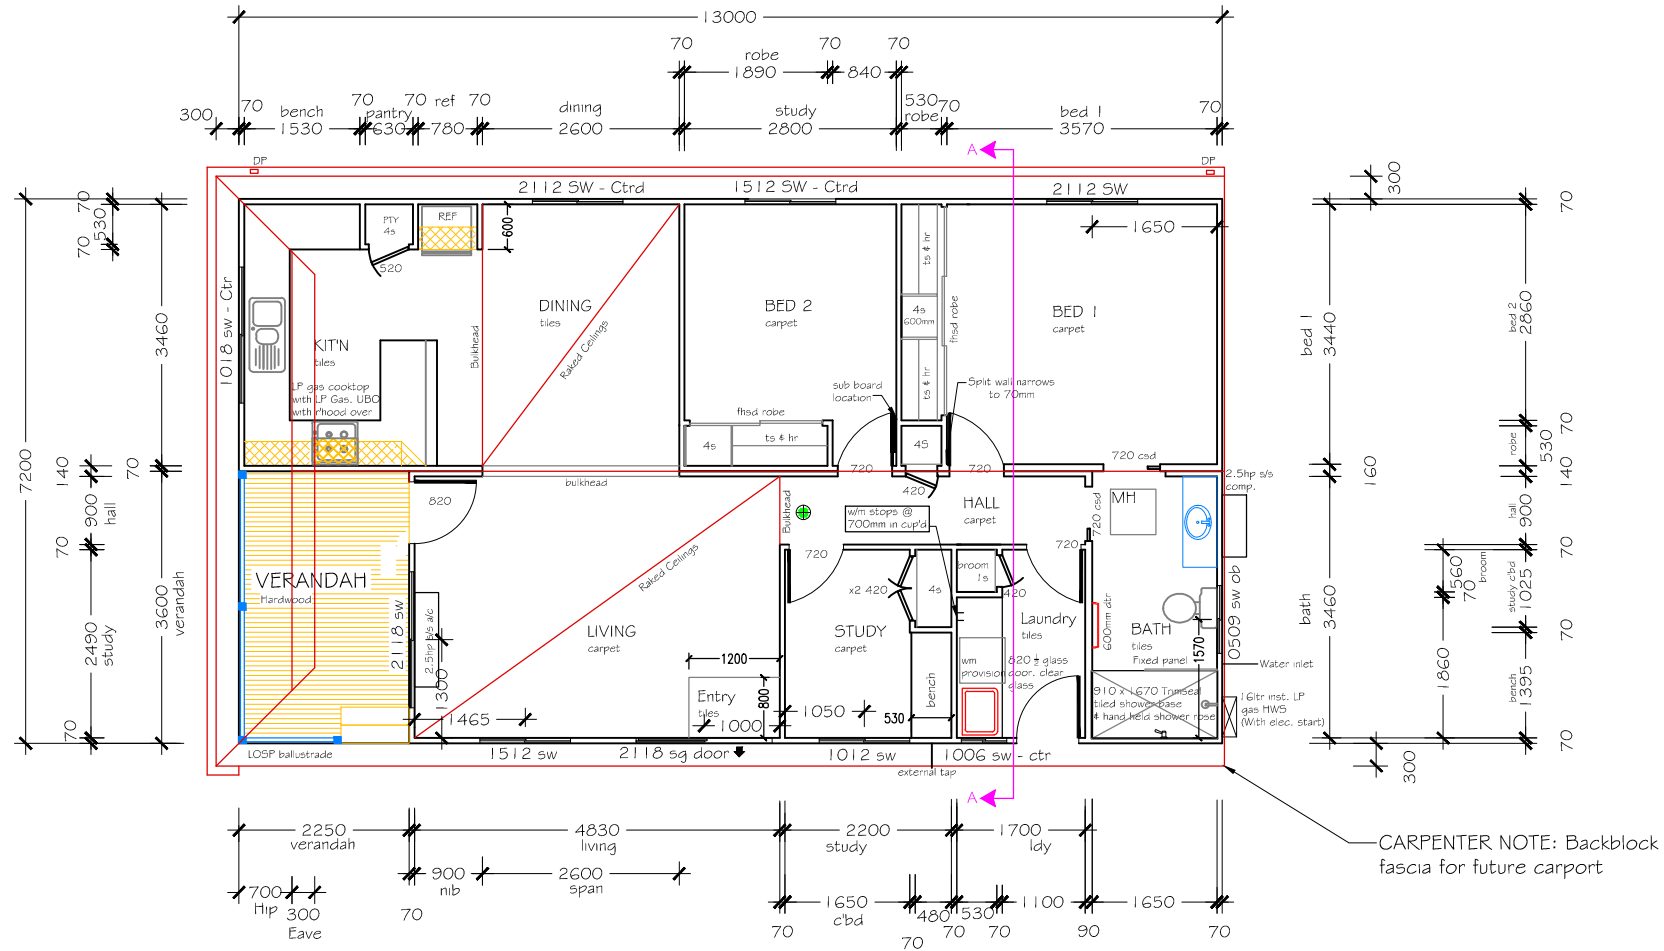 13000
70
70
70
robe
1890
840
300
70
bench
1530
70
pantry
630
70
ref
780
70
dining
2600
study
2800
530
robe
70
bed 1
3570
70
A
DP
DP
2112 SW - Ctrd
1512 SW - Ctrd
2112 SW
300
70
530
70
3460
7200
140
70
900
hall
70
3600
verandah
2490
study
70
1018 sw - Ctr
PTY
4s
REF
520
600
1650
KIT'N
tiles
LP gas cooktop
with LP Gas. UBO
with r'hood over
Bulkhead
DINING
tiles
Raked Ceilings
BED 2
carpet
sub board
location
fhsd robe
4s
ts & hr
ts & hr
4s
600mm
ts & hr
fhsd robe
4S
BED 1
carpet
Split wall narrows
to 70mm
720
720
720 csd
420
bulkhead
2.5hp s/s
comp.
820
VERANDAH
Hardwood
2118 sw
2.5hp s/s a/c
1300
1465
LIVING
carpet
Raked Ceilings
Bulkhead
1200
800
Entry
tiles
1000
w/m stops @
700mm in cup'd
HALL
carpet
720 csd
MH
720
720
broom
1s
420
x2 420
4s
STUDY
carpet
1050
530
bench
Laundry
tiles
wm
provision
820 ½ glass
door. clear
glass
600mm dtr
BATH
tiles
Fixed panel
1570
910 x 1670 Trimseal
tiled shower base
& hand held shower rose
0509 sw ob
Water inlet
16ltr inst. LP
gas HWS
(With elec. start)
LOSP ballustrade
1512 sw
2118 sg door
1012 sw
external tap
1006 sw - ctr
A
300
70
bed 1
3440
bed 2
2860
70
robe
530
160
140
hall
900
70
560
broom
70
study c'bd
1025
70
bath
3460
1860
bench
1395
70
300
2250
verandah
4830
living
2200
study
1700
ldy
900
nib
2600
span
700
Hip
300
Eave
70
1650
c'bd
480
530
1100
1650
70
70
70
70
90
70
CARPENTER NOTE: Backblock
fascia for future carport